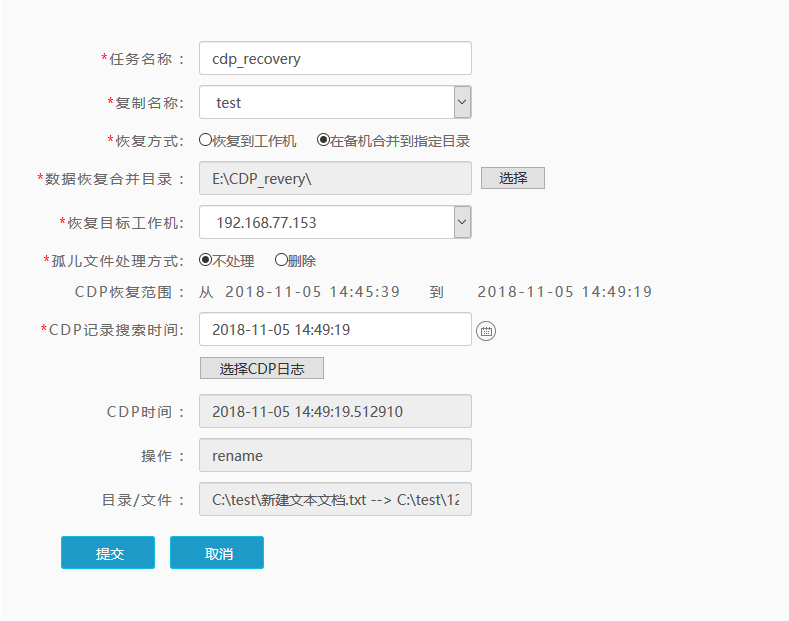 *任务名称： cdp_recovery
*复制名称: test
*恢复方式: 恢复到工作机 在备机合并到指定目录
*数据恢复合并目录： E:\CDP_revery\ 选择
*恢复目标工作机: 192.168.77.153
*孤儿文件处理方式: 不处理 删除
CDP恢复范围： 从 2018-11-05 14:45:39 到 2018-11-05 14:49:19
*CDP记录搜索时间: 2018-11-05 14:49:19
选择CDP日志
CDP时间： 2018-11-05 14:49:19.512910
操作： rename
目录/文件： C:\test\新建文本文档.txt --> C:\test\12
提交 取消